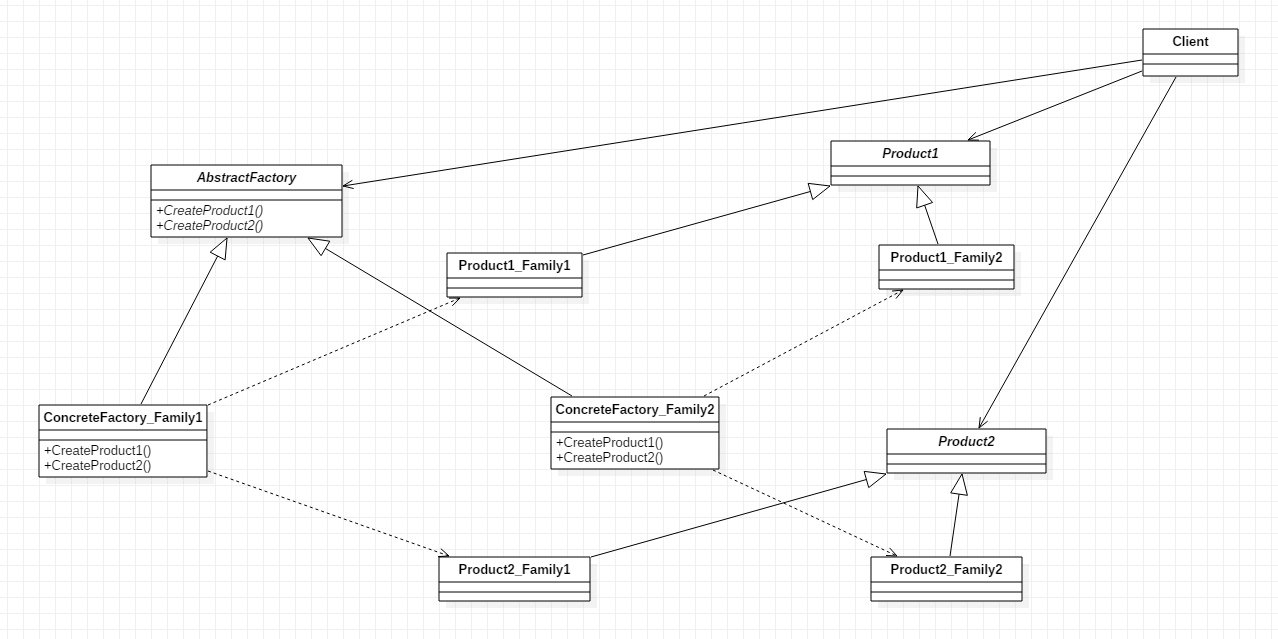 Client
Product1
AbstractFactory
+CreateProduct1()
+CreateProduct2()
Product1_Family1
Product1_Family2
ConcreteFactory_Family1
+CreateProduct1()
+CreateProduct2()
ConcreteFactory_Family2
+CreateProduct1()
+CreateProduct2()
Product2
Product2_Family1
Product2_Family2